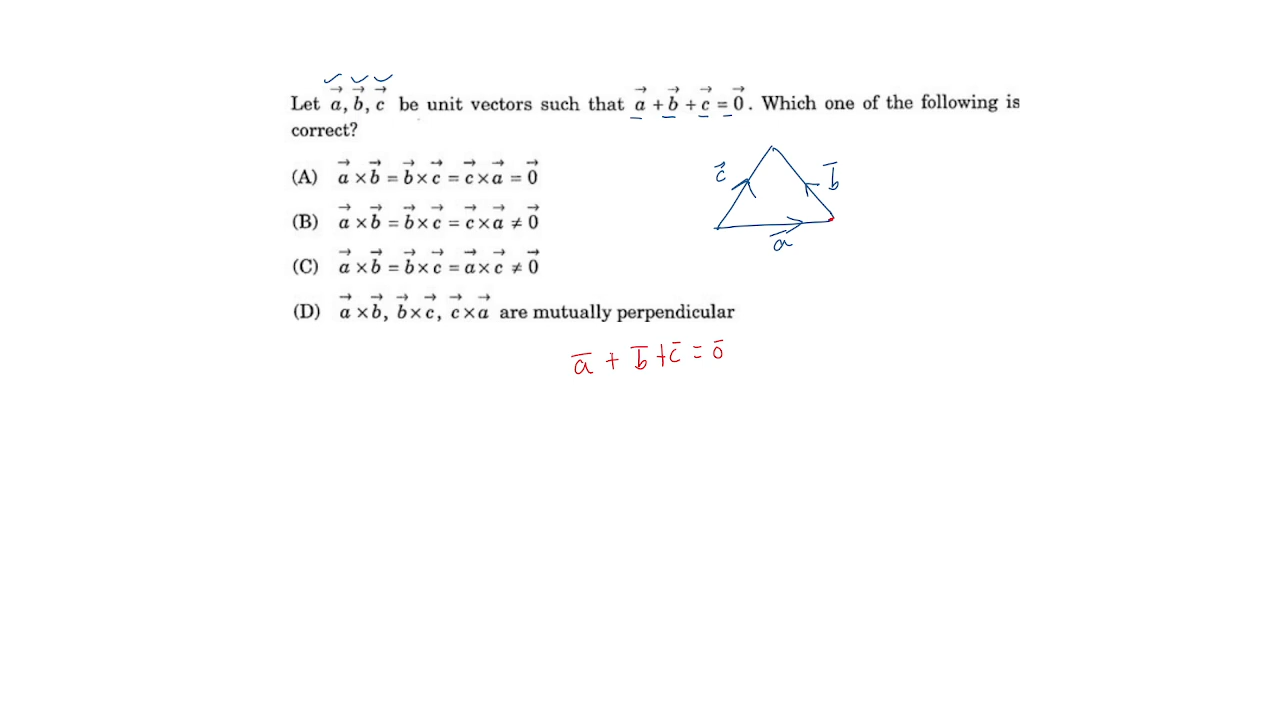 Let a⃗, b⃗, c⃗ be unit vectors such that a⃗ + b⃗ + c⃗ = 0⃗. Which one of the following is
correct?
(A) a⃗ × b⃗ = b⃗ × c⃗ = c⃗ × a⃗ = 0⃗
(B) a⃗ × b⃗ = b⃗ × c⃗ = c⃗ × a⃗ ≠ 0⃗
(C) a⃗ × b⃗ = b⃗ × c⃗ = a⃗ × c⃗ ≠ 0⃗
(D) a⃗ × b⃗, b⃗ × c⃗, c⃗ × a⃗ are mutually perpendicular
c⃗
b̅
a̅
a̅ + b̅ + c̅ = 0̅